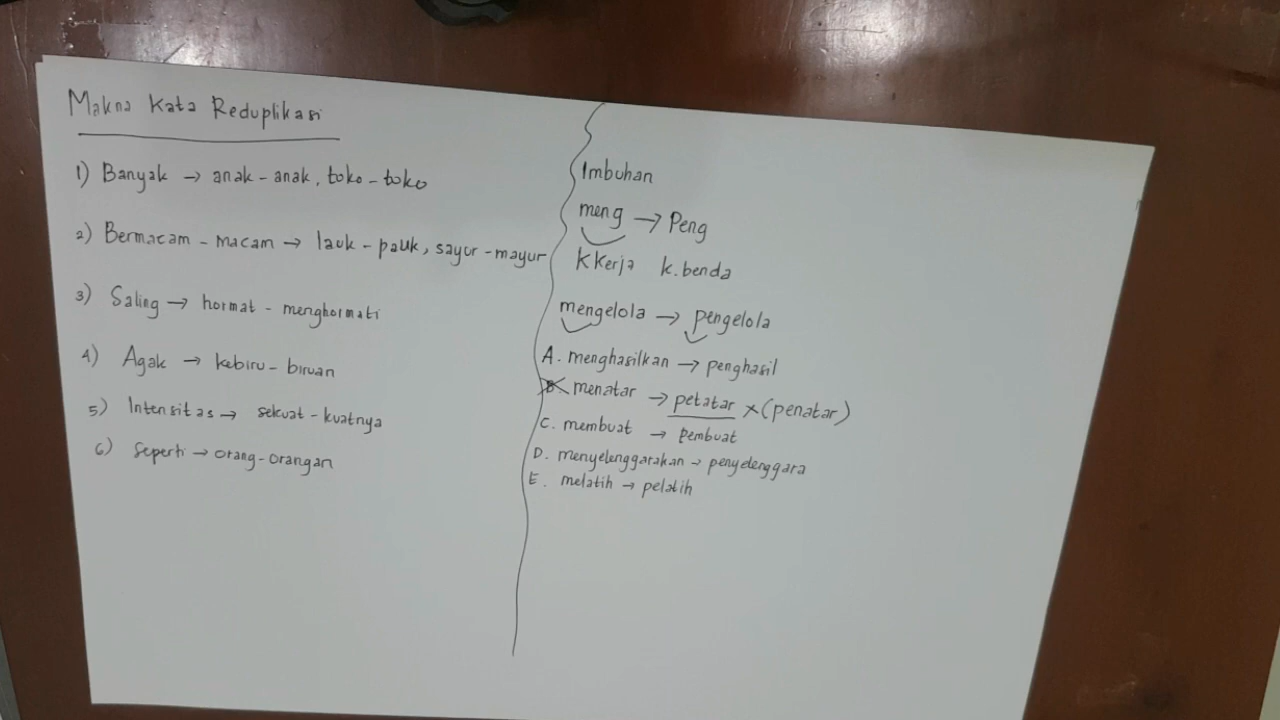 Makna Kata Reduplikasi
1) Banyak → anak - anak, toko - toko
2) Bermacam - macam → lauk - pauk, sayur - mayur
3) Saling → hormat - menghormati
4) Agak → kebiru - biruan
5) Intensitas → sekuat - kuatnya
6) Seperti → orang - orangan
Imbuhan
meng → Peng
K Kerja k. benda
mengelola → pengelola
A. menghasilkan → penghasil
B menatar → petatar × (penatar)
C. membuat → pembuat
D. menyelenggarakan → penyelenggara
E. melatih → pelatih